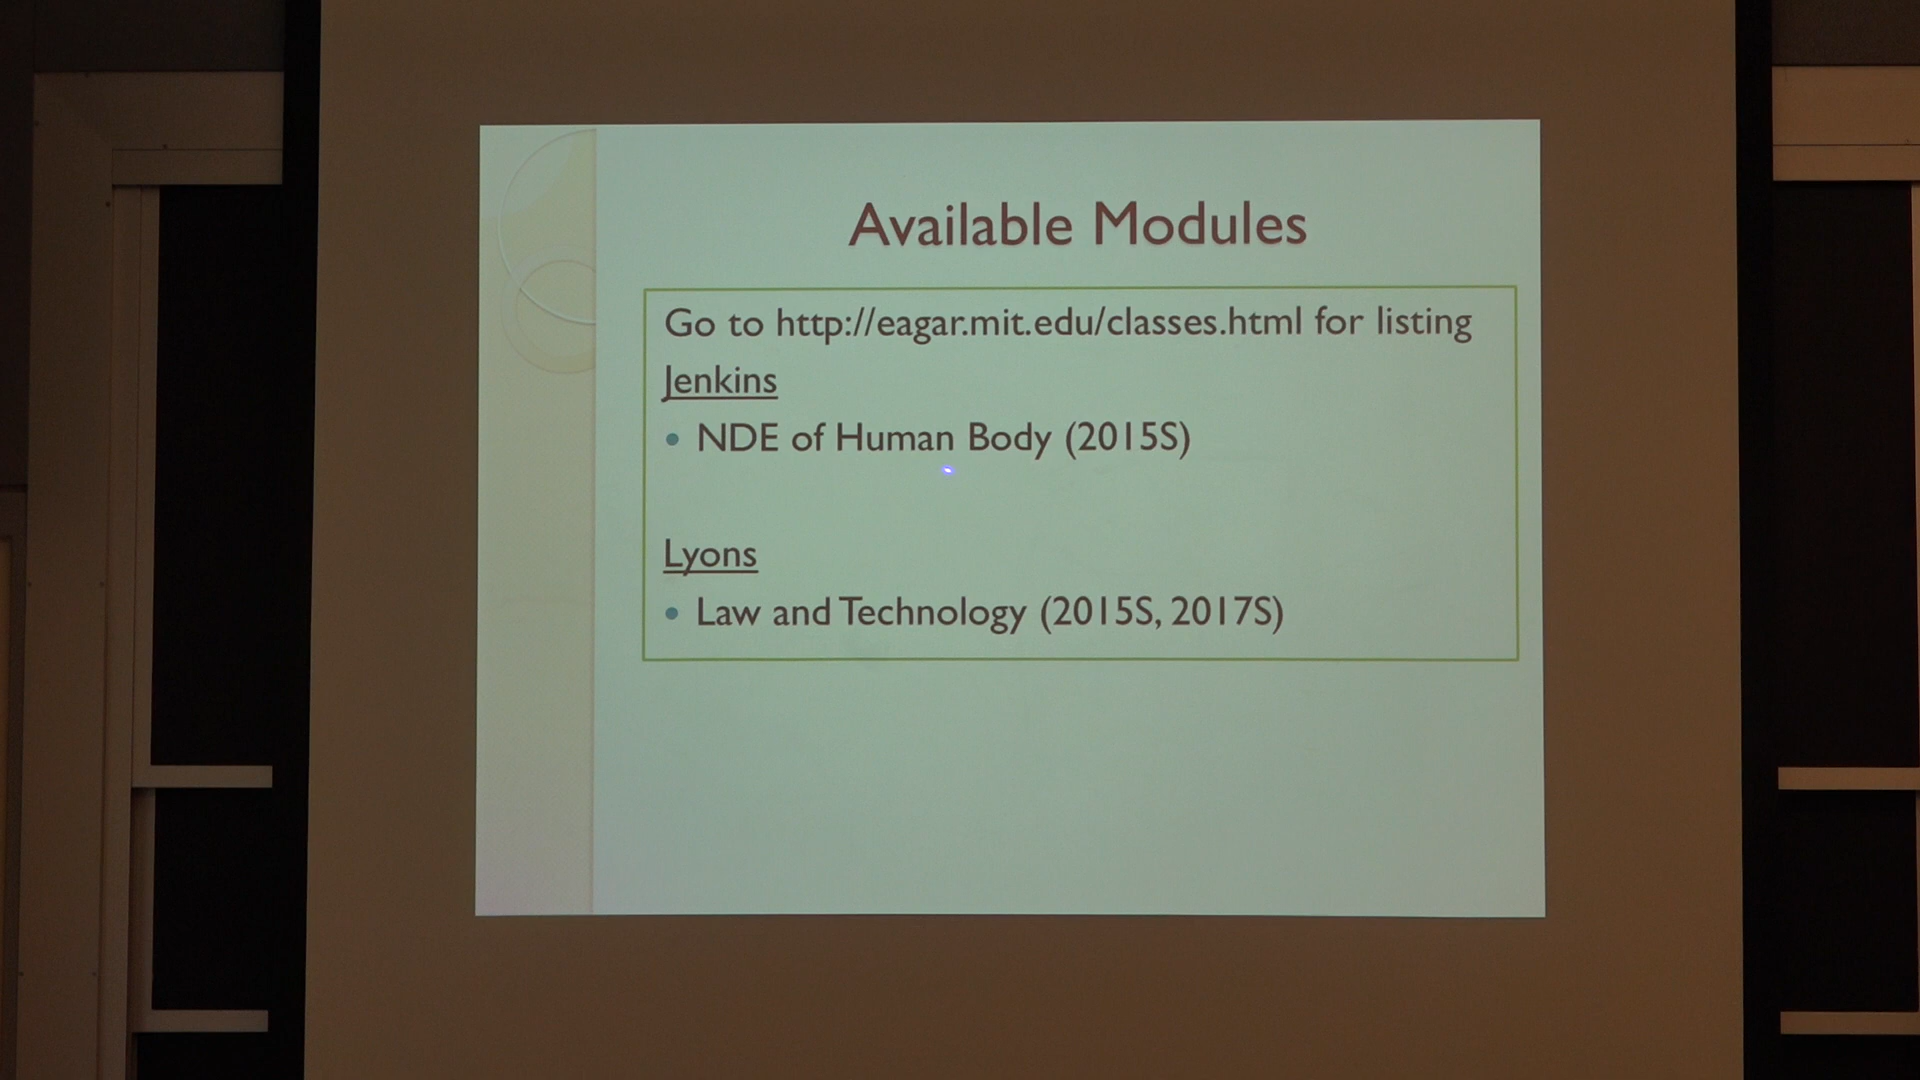 Available Modules
Go to http://eagar.mit.edu/classes.html for listing
Jenkins
• NDE of Human Body (2015S)
Lyons
• Law and Technology (2015S, 2017S)